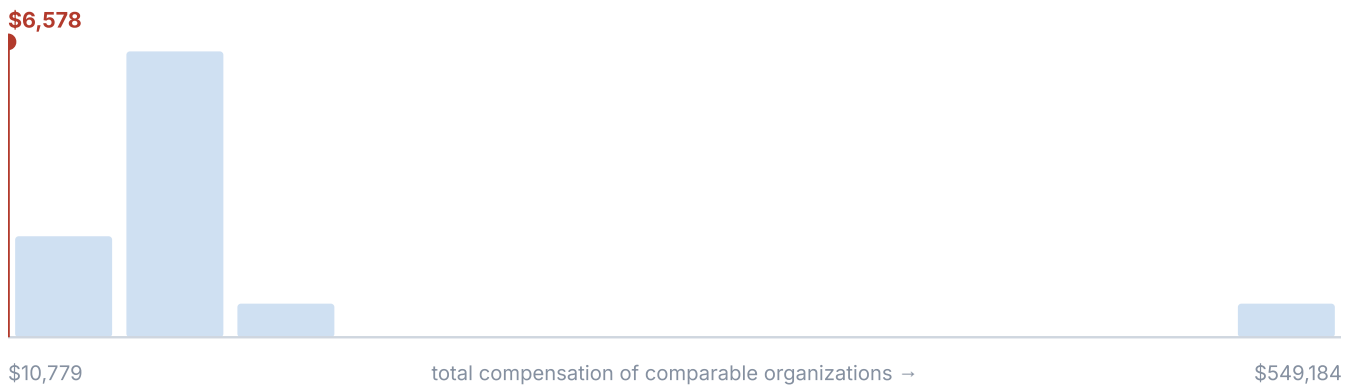 $6,578
$10,779 total compensation of comparable organizations → $549,184